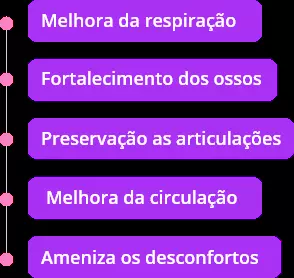 Melhora da respiração
Fortalecimento dos ossos
Preservação as articulações
Melhora da circulação
Ameniza os desconfortos